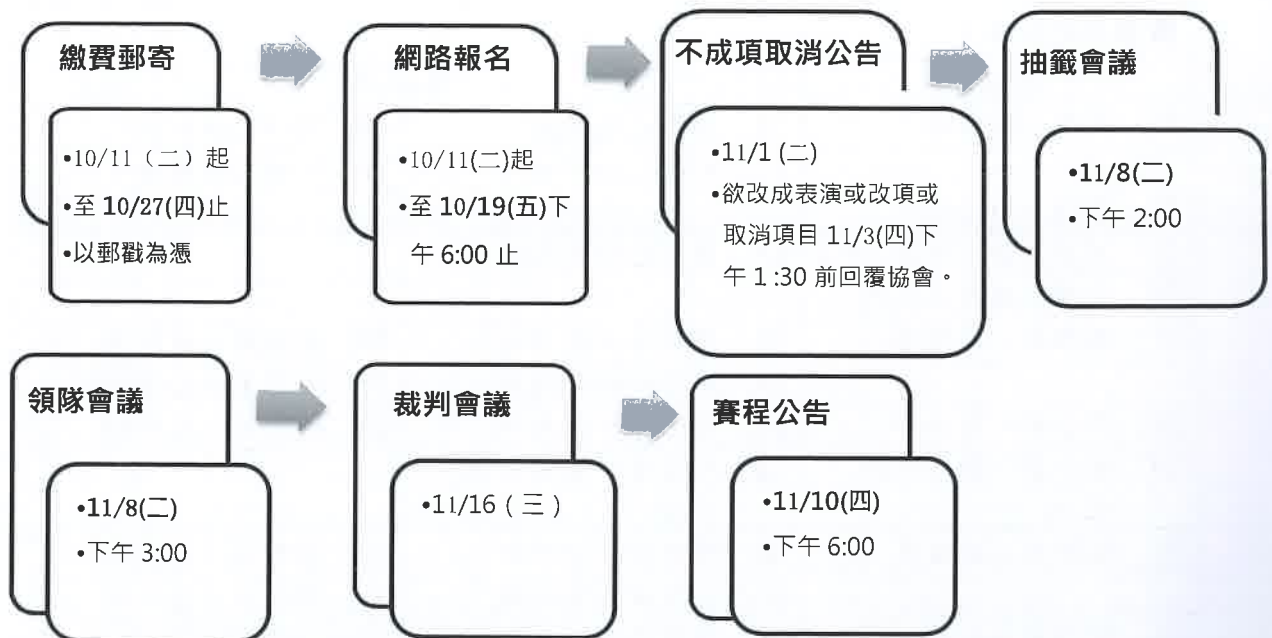 繳費郵寄
•10/11（二）起
•至 10/27(四)止
•以郵戳為憑
網路報名
•10/11(二)起
•至 10/19(五)下
午 6:00 止
不成項取消公告
•11/1 (二)
•欲改成表演或改項或
取消項目 11/3(四)下
午 1:30 前回覆協會。
抽籤會議
•11/8(二)
•下午 2:00
領隊會議
•11/8(二)
•下午 3:00
裁判會議
•11/16（三）
賽程公告
•11/10(四)
•下午 6:00